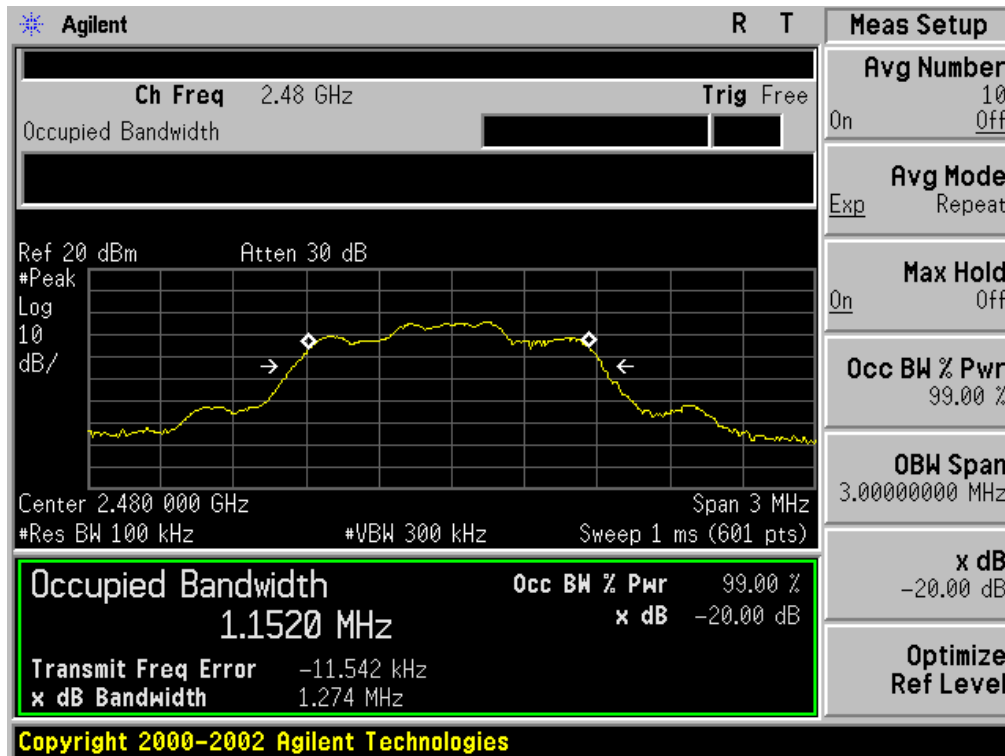 Agilent R T
Ch Freq 2.48 GHz Trig Free
Occupied Bandwidth
Ref 20 dBm Atten 30 dB
#Peak
Log
10
dB/
Center 2.480 000 GHz Span 3 MHz
#Res BW 100 kHz #VBW 300 kHz Sweep 1 ms (601 pts)
Occupied Bandwidth
1.1520 MHz
Occ BW % Pwr 99.00 %
x dB -20.00 dB
Transmit Freq Error -11.542 kHz
x dB Bandwidth 1.274 MHz
Copyright 2000-2002 Agilent Technologies
Meas Setup
Avg Number
10
On Off
Avg Mode
Exp Repeat
Max Hold
On Off
Occ BW % Pwr
99.00 %
OBW Span
3.00000000 MHz
x dB
-20.00 dB
Optimize
Ref Level